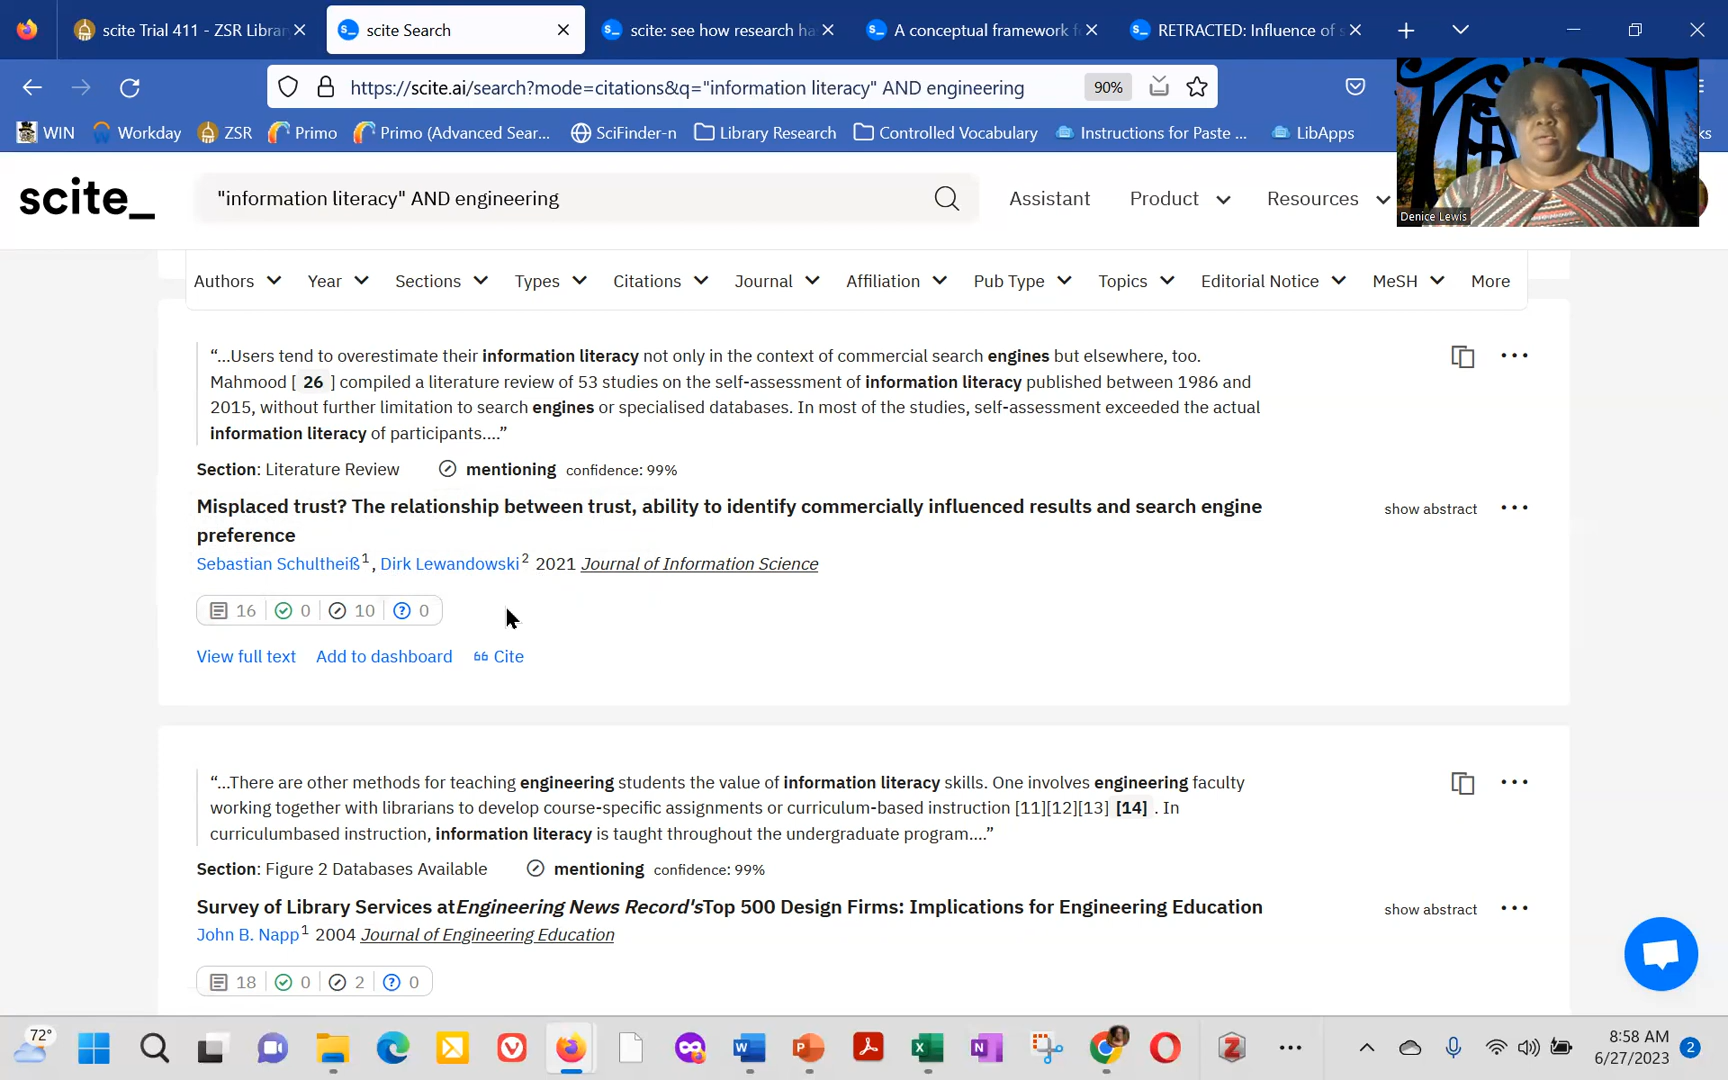 scite Trial 411 - ZSR Librar
scite Search
scite: see how research ha
A conceptual framework f
RETRACTED: Influence of s
https://scite.ai/search?mode=citations&q="information literacy" AND engineering
90%
WIN
Workday
ZSR
Primo
Primo (Advanced Sear...
SciFinder-n
Library Research
Controlled Vocabulary
Instructions for Paste ...
LibApps
ks
scite_
"information literacy" AND engineering
Assistant
Product
Resources
Denice Lewis
Authors
Year
Sections
Types
Citations
Journal
Affiliation
Pub Type
Topics
Editorial Notice
MeSH
More
“...Users tend to overestimate their information literacy not only in the context of commercial search engines but elsewhere, too.
Mahmood [ 26 ] compiled a literature review of 53 studies on the self-assessment of information literacy published between 1986 and
2015, without further limitation to search engines or specialised databases. In most of the studies, self-assessment exceeded the actual
information literacy of participants....”
Section: Literature Review mentioning confidence: 99%
Misplaced trust? The relationship between trust, ability to identify commercially influenced results and search engine
preference
show abstract
Sebastian Schultheiß1, Dirk Lewandowski2 2021 Journal of Information Science
16 0 10 0
View full text Add to dashboard Cite
“...There are other methods for teaching engineering students the value of information literacy skills. One involves engineering faculty
working together with librarians to develop course-specific assignments or curriculum-based instruction [11][12][13] [14] . In
curriculumbased instruction, information literacy is taught throughout the undergraduate program....”
Section: Figure 2 Databases Available mentioning confidence: 99%
Survey of Library Services atEngineering News Record'sTop 500 Design Firms: Implications for Engineering Education
show abstract
John B. Napp1 2004 Journal of Engineering Education
18 0 2 0
72°
8:58 AM
6/27/2023
2